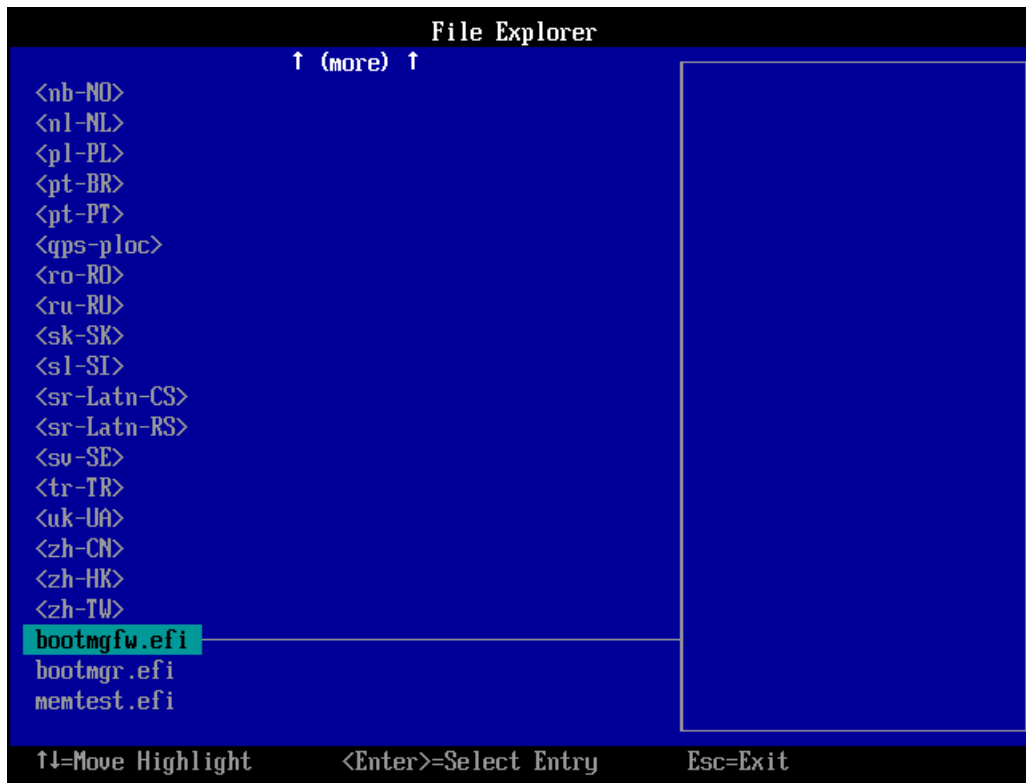 File Explorer
↑ (more) ↑
<nb-NO>
<nl-NL>
<pl-PL>
<pt-BR>
<pt-PT>
<qps-ploc>
<ro-RO>
<ru-RU>
<sk-SK>
<sl-SI>
<sr-Latn-CS>
<sr-Latn-RS>
<sv-SE>
<tr-TR>
<uk-UA>
<zh-CN>
<zh-HK>
<zh-TW>
bootmgfw.efi
bootmgr.efi
memtest.efi
↑↓=Move Highlight <Enter>=Select Entry Esc=Exit